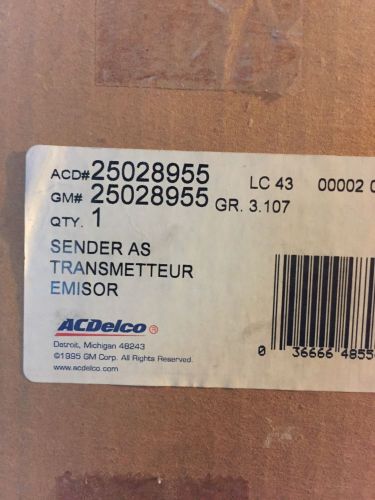 ACD# 25028955 LC 43 00002
GM# 25028955 GR. 3.107
QTY. 1
SENDER AS
TRANSMETTEUR
EMISOR
ACDelco®
Detroit, Michigan 48243
©1995 GM Corp. All Rights Reserved.
www.acdelco.com
0 36666 4855